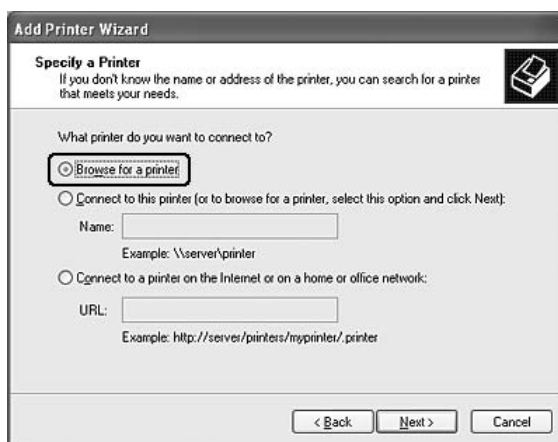 Add Printer Wizard
Specify a Printer
If you don't know the name or address of the printer, you can search for a printer
that meets your needs.
What printer do you want to connect to?
Browse for a printer
Connect to this printer (or to browse for a printer, select this option and click Next):
Name:
Example: \\server\printer
Connect to a printer on the Internet or on a home or office network:
URL:
Example: http://server/printers/myprinter/.printer
< Back Next > Cancel